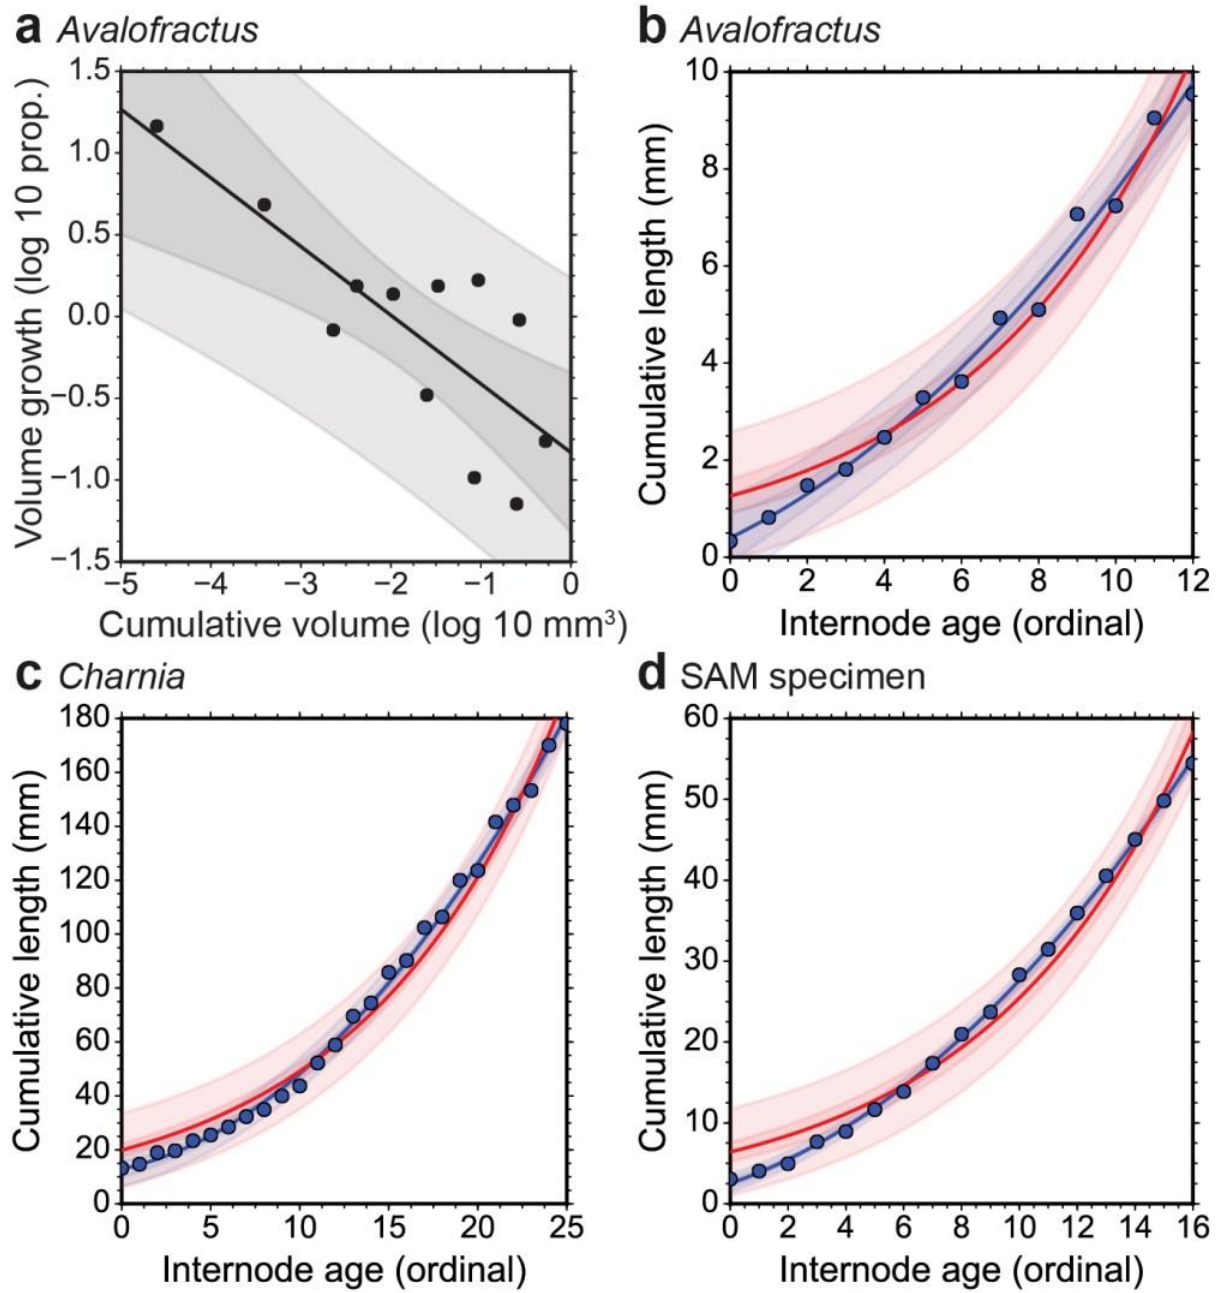 a Avalofractus
Volume growth (log 10 prop.)
1.5
1.0
0.5
0.0
−0.5
−1.0
−1.5
−5 −4 −3 −2 −1 0
Cumulative volume (log 10 mm³)
b Avalofractus
Cumulative length (mm)
10
8
6
4
2
0
0 2 4 6 8 10 12
Internode age (ordinal)
c Charnia
Cumulative length (mm)
180
160
140
120
100
80
60
40
20
0
0 5 10 15 20 25
Internode age (ordinal)
d SAM specimen
Cumulative length (mm)
60
50
40
30
20
10
0
0 2 4 6 8 10 12 14 16
Internode age (ordinal)